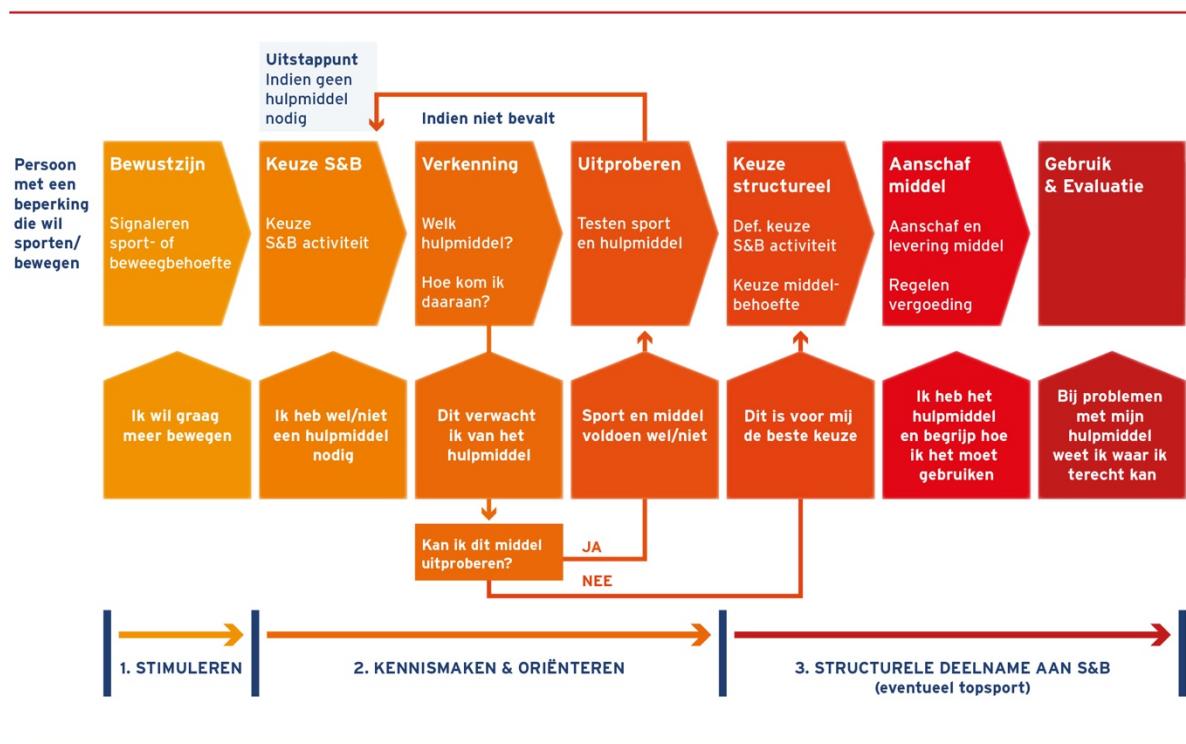 Uitstappunt
Indien geen
hulpmiddel
nodig
Indien niet bevalt
Persoon
met een
beperking
die wil
sporten/
bewegen
Bewustzijn
Signaleren
sport- of
beweegbehoefte
Keuze S&B
Keuze
S&B activiteit
Verkenning
Welk
hulpmiddel?
Hoe kom ik
daaraan?
Uitproberen
Testen sport
en hulpmiddel
Keuze
structureel
Def. keuze
S&B activiteit
Keuze middel-
behoefte
Aanschaf
middel
Aanschaf en
levering middel
Regelen
vergoeding
Gebruik
& Evaluatie
Ik wil graag
meer bewegen
Ik heb wel/niet
een hulpmiddel
nodig
Dit verwacht
ik van het
hulpmiddel
Sport en middel
voldoen wel/niet
Dit is voor mij
de beste keuze
Ik heb het
hulpmiddel
en begrijp hoe
ik het moet
gebruiken
Bij problemen
met mijn
hulpmiddel
weet ik waar ik
terecht kan
Kan ik dit middel
uitproberen?
JA
NEE
1. STIMULEREN
2. KENNISMAKEN & ORIËNTEREN
3. STRUCTURELE DEELNAME AAN S&B
(eventueel topsport)